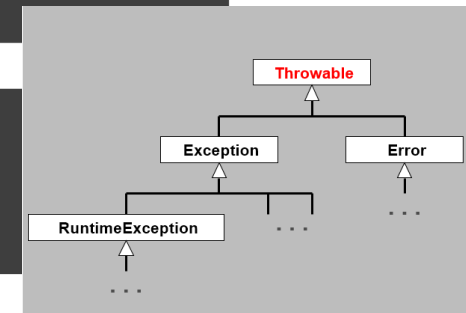 Throwable
Exception
Error
RuntimeException
. . .
. . .
. . .